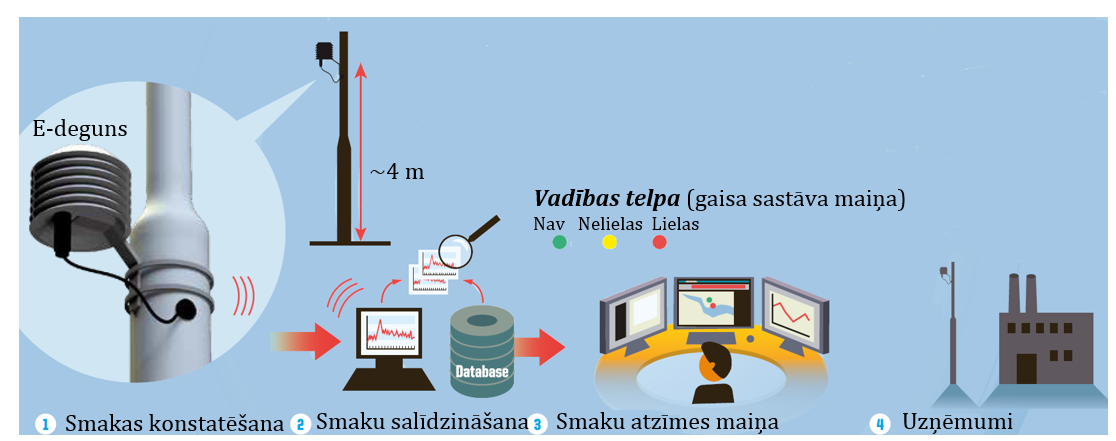 E-deguns
~4 m
Vadības telpa (gaisa sastāva maiņa)
Nav Nelielas Lielas
Database
1 Smakas konstatēšana
2 Smaku salīdzināšana
3 Smaku atzīmes maiņa
4 Uzņēmumi